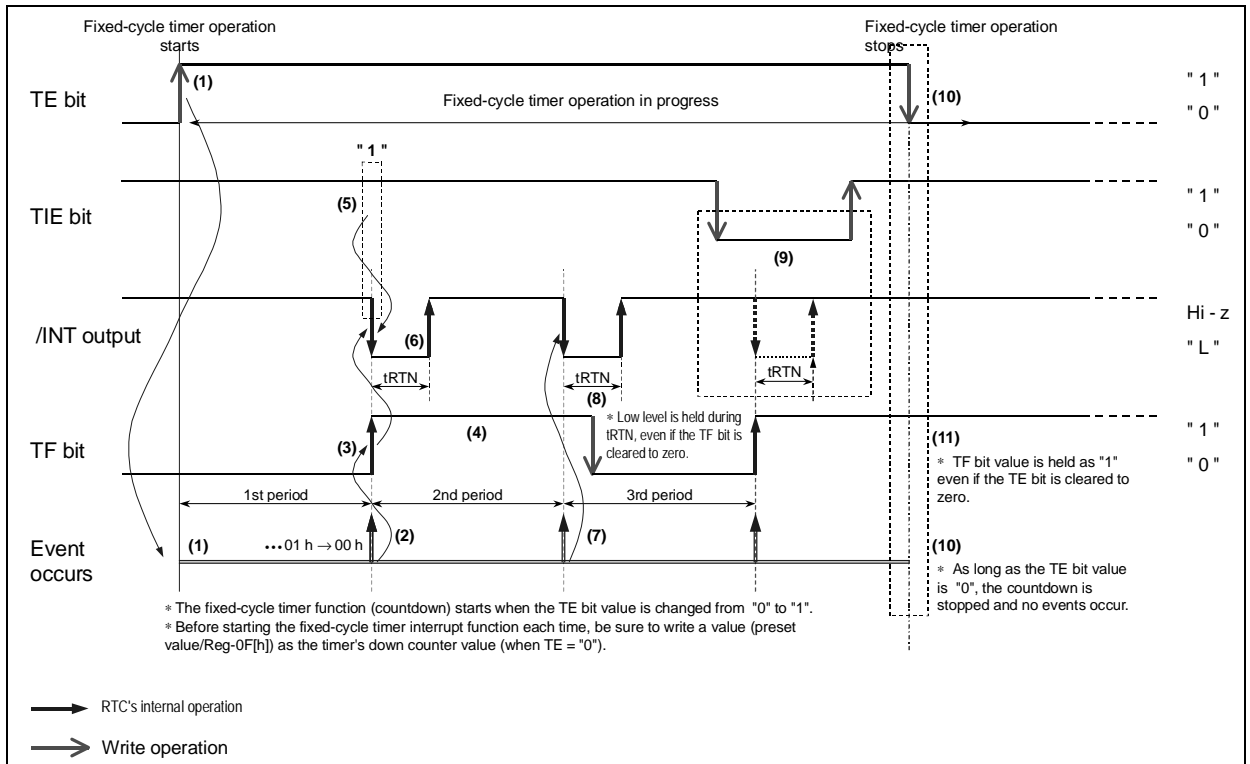 Fixed-cycle timer operation
starts
Fixed-cycle timer operation
stops
TE bit
(1)
Fixed-cycle timer operation in progress
(10)
" 1 "
" 0 "
TIE bit
" 1 "
(5)
(9)
" 1 "
" 0 "
/INT output
(6)
tRTN
tRTN
(8)
tRTN
Hi - z
" L "
TF bit
(3)
(4)
* Low level is held during
tRTN, even if the TF bit is
cleared to zero.
" 1 "
" 0 "
(11)
* TF bit value is held as "1"
even if the TE bit is cleared to
zero.
1st period
2nd period
3rd period
Event
occurs
(1)
•••01 h → 00 h
(2)
(7)
(10)
* As long as the TE bit value
is "0", the countdown is
stopped and no events occur.
* The fixed-cycle timer function (countdown) starts when the TE bit value is changed from "0" to "1".
* Before starting the fixed-cycle timer interrupt function each time, be sure to write a value (preset
value/Reg-0F[h]) as the timer's down counter value (when TE = "0").
RTC's internal operation
Write operation